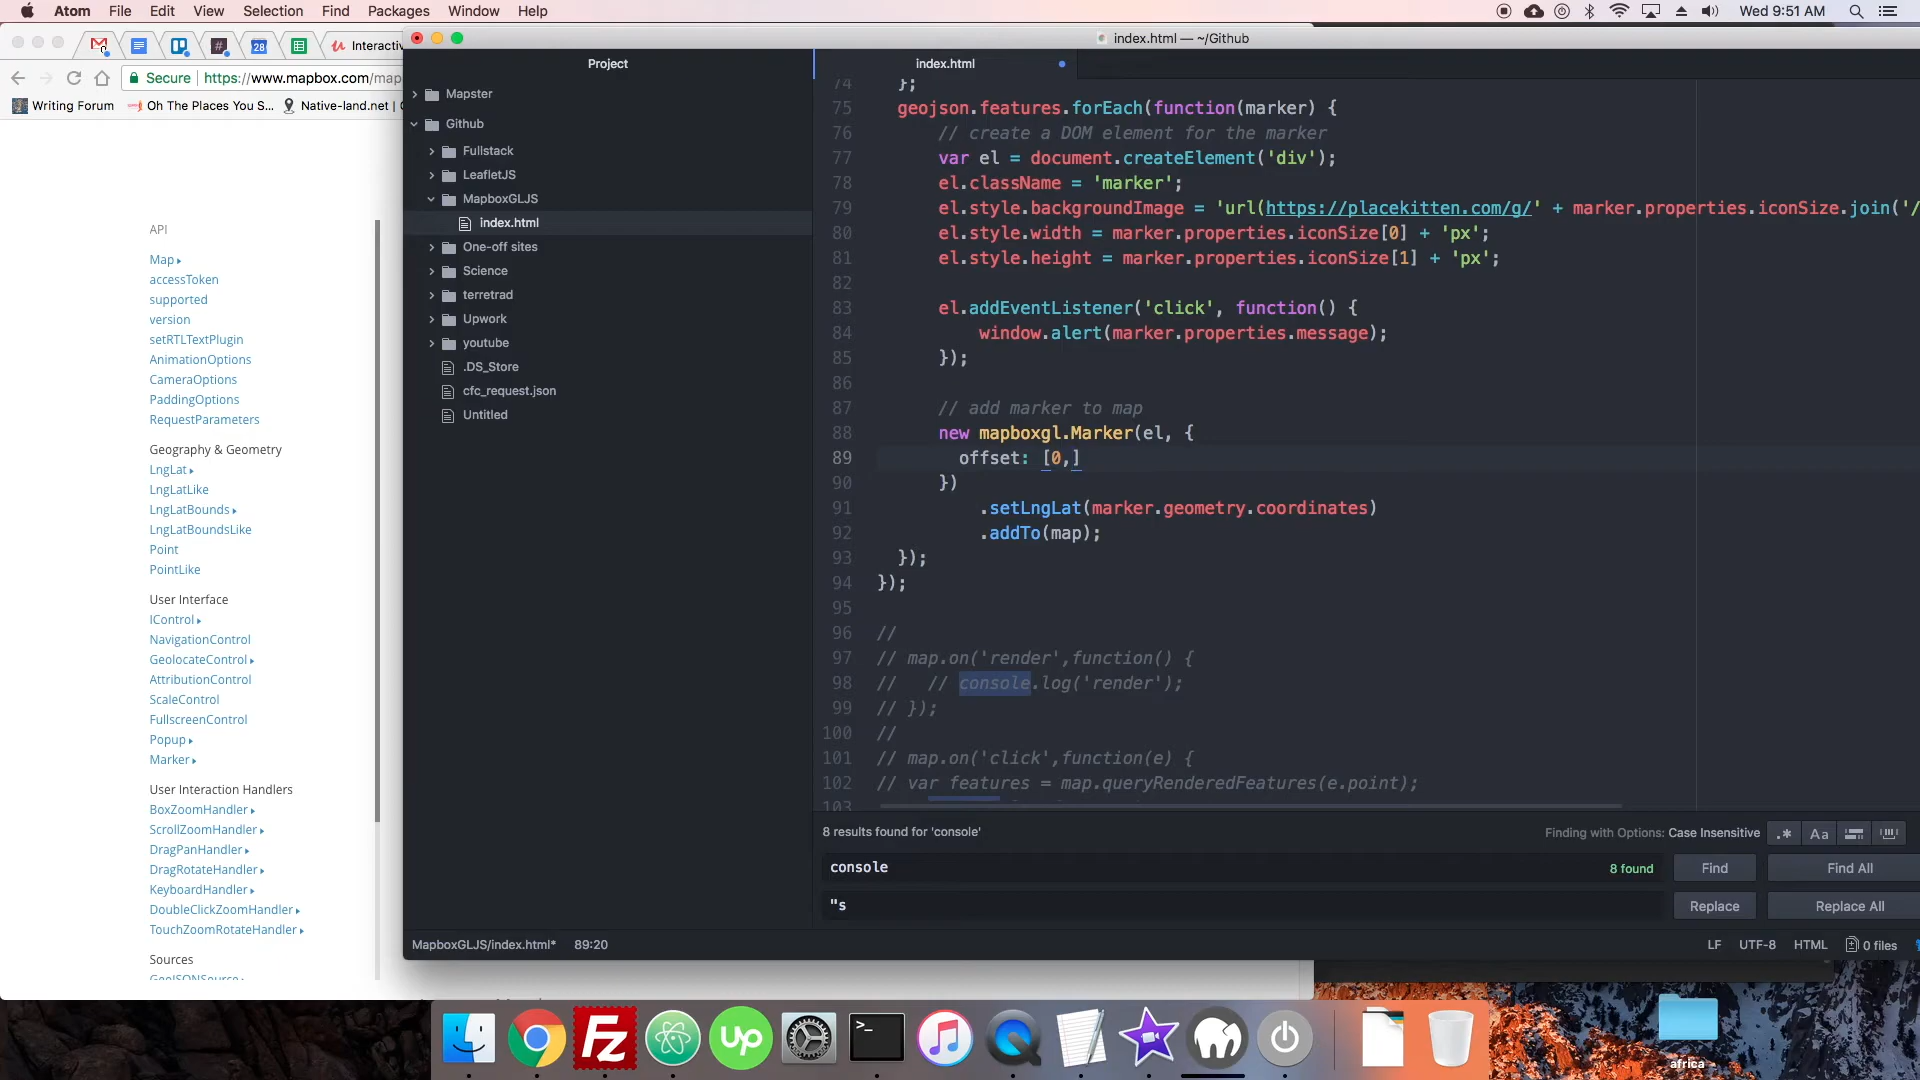 Atom File Edit View Selection Find Packages Window Help
Wed 9:51 AM
28
Interactiv
Secure https://www.mapbox.com/map
Writing Forum Oh The Places You S... Native-land.net
API
Map
accessToken
supported
version
setRTLTextPlugin
AnimationOptions
CameraOptions
PaddingOptions
RequestParameters
Geography & Geometry
LngLat
LngLatLike
LngLatBounds
LngLatBoundsLike
Point
PointLike
User Interface
IControl
NavigationControl
GeolocateControl
AttributionControl
ScaleControl
FullscreenControl
Popup
Marker
User Interaction Handlers
BoxZoomHandler
ScrollZoomHandler
DragPanHandler
DragRotateHandler
KeyboardHandler
DoubleClickZoomHandler
TouchZoomRotateHandler
Sources
GeoJSONSource
index.html — ~/Github
Project
Mapster
Github
Fullstack
LeafletJS
MapboxGLJS
index.html
One-off sites
Science
terretrad
Upwork
youtube
.DS_Store
cfc_request.json
Untitled
index.html
74 };
75 geojson.features.forEach(function(marker) {
76 // create a DOM element for the marker
77 var el = document.createElement('div');
78 el.className = 'marker';
79 el.style.backgroundImage = 'url(https://placekitten.com/g/' + marker.properties.iconSize.join('/
80 el.style.width = marker.properties.iconSize[0] + 'px';
81 el.style.height = marker.properties.iconSize[1] + 'px';
82
83 el.addEventListener('click', function() {
84 window.alert(marker.properties.message);
85 });
86
87 // add marker to map
88 new mapboxgl.Marker(el, {
89 offset: [0,]
90 })
91 .setLngLat(marker.geometry.coordinates)
92 .addTo(map);
93 });
94 });
95
96 //
97 // map.on('render',function() {
98 // // console.log('render');
99 // });
100 //
101 // map.on('click',function(e) {
102 // var features = map.queryRenderedFeatures(e.point);
103
8 results found for 'console'
Finding with Options: Case Insensitive
.* Aa
console
8 found
Find
Find All
"s
Replace
Replace All
MapboxGLJS/index.html* 89:20
LF UTF-8 HTML 0 files
Fz
up
>_
africa